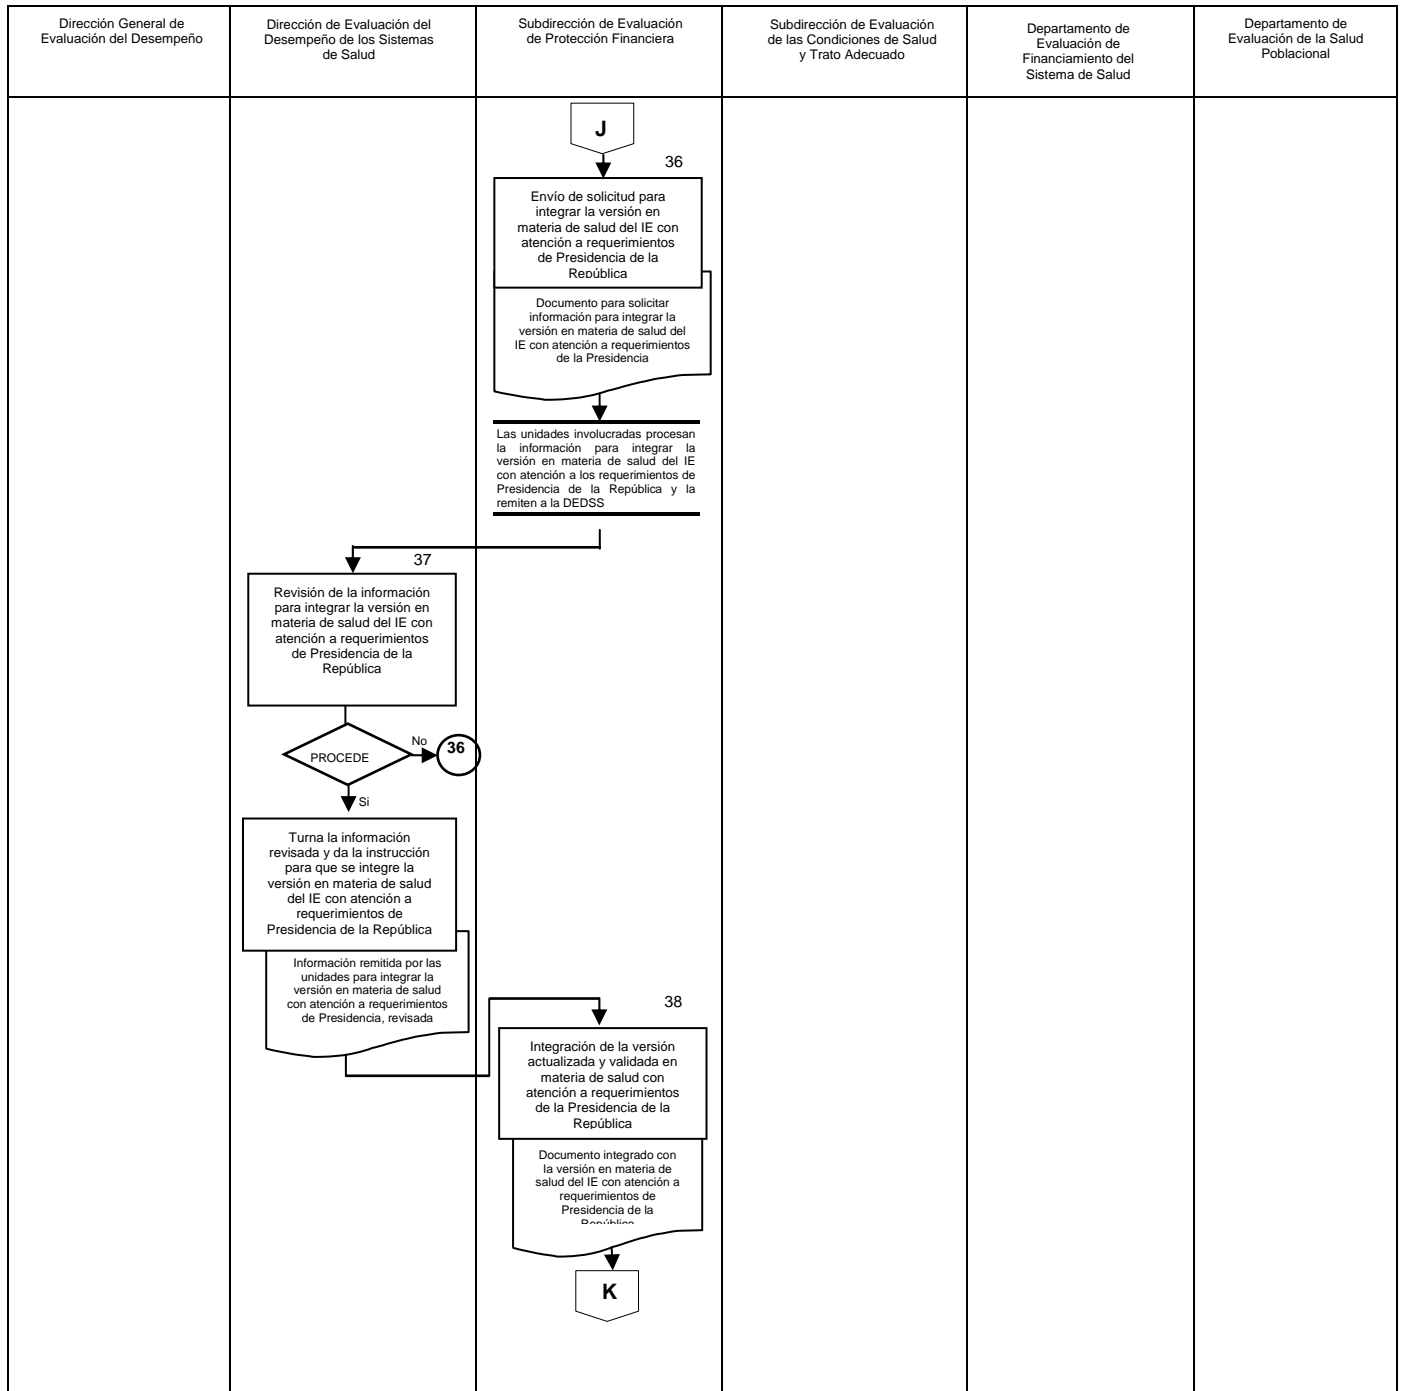 Dirección General de
Evaluación del Desempeño
Dirección de Evaluación del
Desempeño de los Sistemas
de Salud
Subdirección de Evaluación
de Protección Financiera
Subdirección de Evaluación
de las Condiciones de Salud
y Trato Adecuado
Departamento de
Evaluación de
Financiamiento del
Sistema de Salud
Departamento de
Evaluación de la Salud
Poblacional
J
36
Envío de solicitud para
integrar la versión en
materia de salud del IE con
atención a requerimientos
de Presidencia de la
República
Documento para solicitar
información para integrar la
versión en materia de salud del
IE con atención a requerimientos
de la Presidencia
Las unidades involucradas procesan
la información para integrar la
versión en materia de salud del IE
con atención a los requerimientos de
Presidencia de la República y la
remiten a la DEDSS
37
Revisión de la información
para integrar la versión en
materia de salud del IE con
atención a requerimientos
de Presidencia de la
República
PROCEDE
No
36
Si
Turna la información
revisada y da la instrucción
para que se integre la
versión en materia de salud
del IE con atención a
requerimientos de
Presidencia de la República
Información remitida por las
unidades para integrar la
versión en materia de salud
con atención a requerimientos
de Presidencia, revisada
38
Integración de la versión
actualizada y validada en
materia de salud con
atención a requerimientos
de la Presidencia de la
República
Documento integrado con
la versión en materia de
salud del IE con atención a
requerimientos de
Presidencia de la
República
K